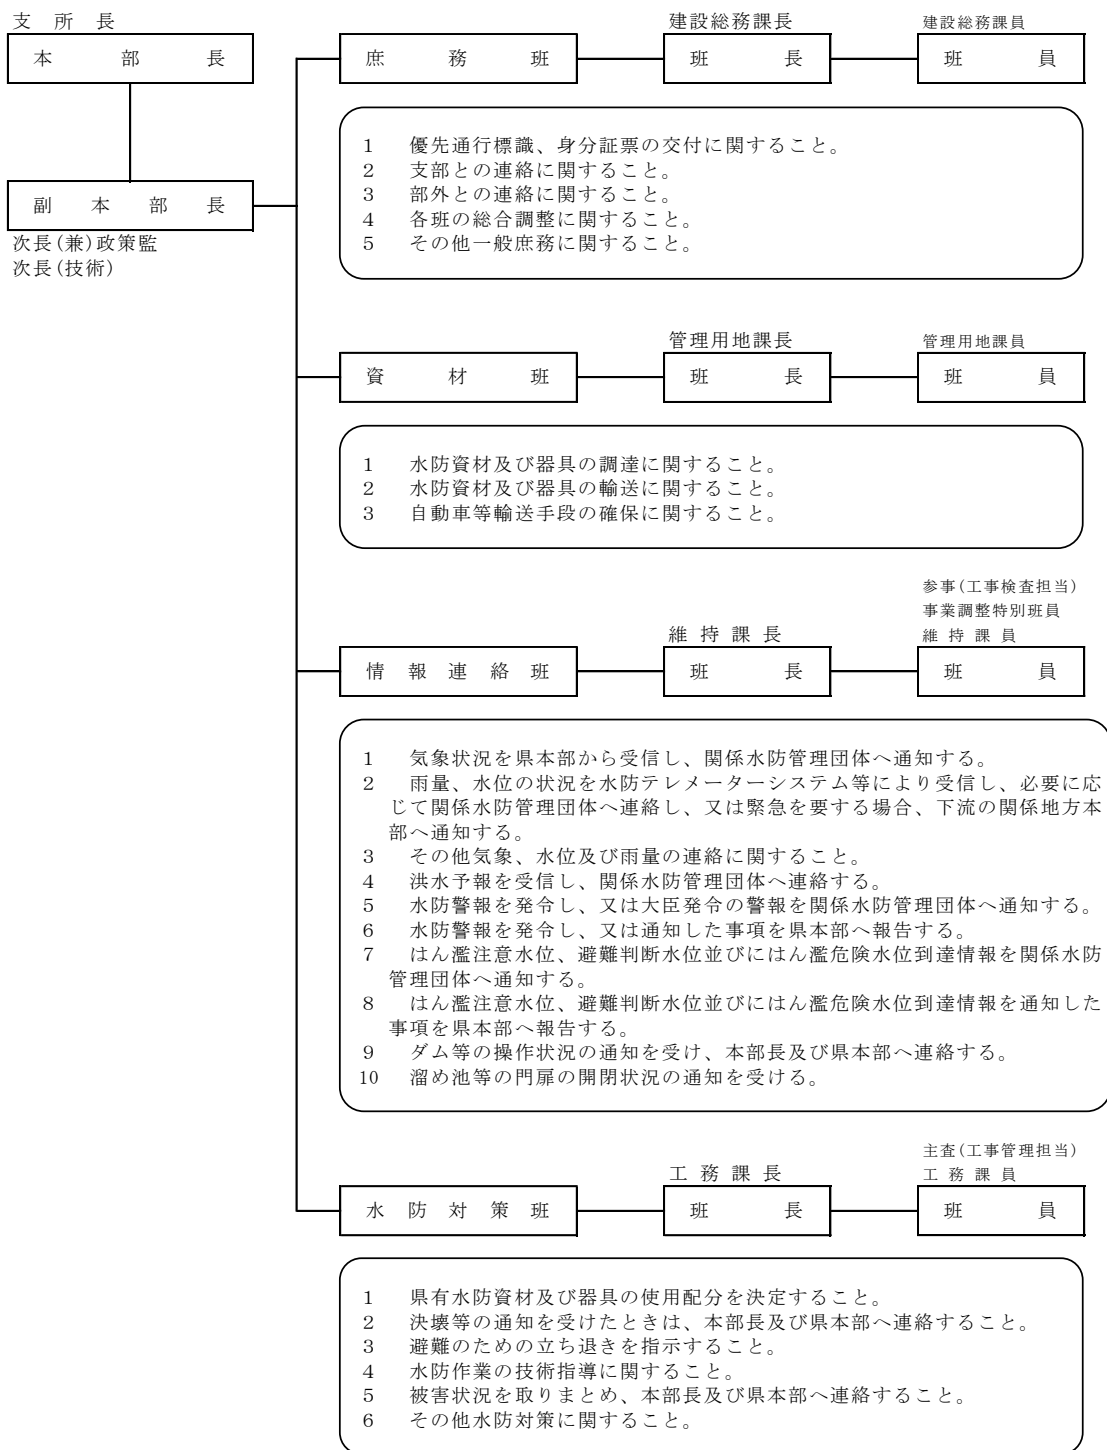 支所長
本部長
副本部長
次長(兼)政策監
次長(技術)
建設総務課長
建設総務課員
庶務班
班長
班員
1 優先通行標識、身分証票の交付に関すること。
2 支部との連絡に関すること。
3 部外との連絡に関すること。
4 各班の総合調整に関すること。
5 その他一般庶務に関すること。
管理用地課長
管理用地課員
資材班
班長
班員
1 水防資材及び器具の調達に関すること。
2 水防資材及び器具の輸送に関すること。
3 自動車等輸送手段の確保に関すること。
参事(工事検査担当)
事業調整特別班員
維持課長
維持課員
情報連絡班
班長
班員
1 気象状況を県本部から受信し、関係水防管理団体へ通知する。
2 雨量、水位の状況を水防テレメーターシステム等により受信し、必要に応
じて関係水防管理団体へ連絡し、又は緊急を要する場合、下流の関係地方本
部へ通知する。
3 その他気象、水位及び雨量の連絡に関すること。
4 洪水予報を受信し、関係水防管理団体へ連絡する。
5 水防警報を発令し、又は大臣発令の警報を関係水防管理団体へ通知する。
6 水防警報を発令し、又は通知した事項を県本部へ報告する。
7 はん濫注意水位、避難判断水位並びにはん濫危険水位到達情報を関係水防
管理団体へ通知する。
8 はん濫注意水位、避難判断水位並びにはん濫危険水位到達情報を通知した
事項を県本部へ報告する。
9 ダム等の操作状況の通知を受け、本部長及び県本部へ連絡する。
10 溜め池等の門扉の開閉状況の通知を受ける。
主査(工事管理担当)
工務課長
工務課員
水防対策班
班長
班員
1 県有水防資材及び器具の使用配分を決定すること。
2 決壊等の通知を受けたときは、本部長及び県本部へ連絡すること。
3 避難のための立ち退きを指示すること。
4 水防作業の技術指導に関すること。
5 被害状況を取りまとめ、本部長及び県本部へ連絡すること。
6 その他水防対策に関すること。